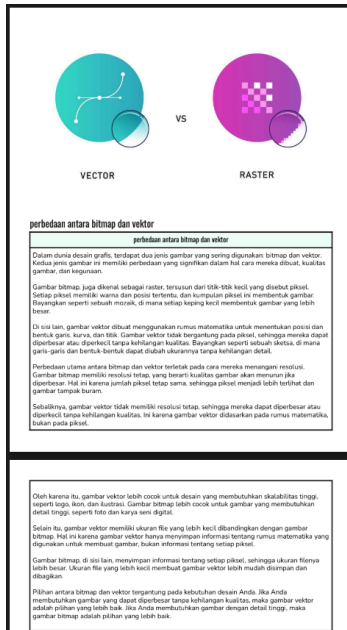 VS
VECTOR
RASTER
perbedaan antara bitmap dan vektor
perbedaan antara bitmap dan vektor
Dalam dunia desain grafis, terdapat dua jenis gambar yang sering digunakan: bitmap dan vektor.
Kedua jenis gambar ini memiliki perbedaan yang signifikan dalam hal cara mereka dibuat, kualitas
gambar, dan kegunaan.
Gambar bitmap, juga dikenal sebagai raster, tersusun dari titik-titik kecil yang disebut piksel.
Setiap piksel memiliki warna dan posisi tertentu, dan kumpulan piksel ini membentuk gambar.
Bayangkan seperti sebuah mozaik, di mana setiap keping kecil membentuk gambar yang lebih
besar.
Di sisi lain, gambar vektor dibuat menggunakan rumus matematika untuk menentukan posisi dan
bentuk garis, kurva, dan titik. Gambar vektor tidak bergantung pada piksel, sehingga mereka dapat
diperbesar atau diperkecil tanpa kehilangan kualitas. Bayangkan seperti sebuah sketsa, di mana
garis-garis dan bentuk-bentuk dapat diubah ukurannya tanpa kehilangan detail.
Perbedaan utama antara bitmap dan vektor terletak pada cara mereka menangani resolusi.
Gambar bitmap memiliki resolusi tetap, yang berarti kualitas gambar akan menurun jika
diperbesar. Hal ini karena jumlah piksel tetap sama, sehingga piksel menjadi lebih terlihat dan
gambar tampak buram.
Sebaliknya, gambar vektor tidak memiliki resolusi tetap, sehingga mereka dapat diperbesar atau
diperkecil tanpa kehilangan kualitas. Ini karena gambar vektor didasarkan pada rumus matematika,
bukan pada piksel.
Oleh karena itu, gambar vektor lebih cocok untuk desain yang membutuhkan skalabilitas tinggi,
seperti logo, ikon, dan ilustrasi. Gambar bitmap lebih cocok untuk gambar yang membutuhkan
detail tinggi, seperti foto dan karya seni digital.
Selain itu, gambar vektor memiliki ukuran file yang lebih kecil dibandingkan dengan gambar
bitmap. Hal ini karena gambar vektor hanya menyimpan informasi tentang rumus matematika yang
digunakan untuk membuat gambar, bukan informasi tentang setiap piksel.
Gambar bitmap, di sisi lain, menyimpan informasi tentang setiap piksel, sehingga ukuran filenya
lebih besar. Ukuran file yang lebih kecil membuat gambar vektor lebih mudah disimpan dan
dibagikan.
Pilihan antara bitmap dan vektor tergantung pada kebutuhan desain Anda. Jika Anda
membutuhkan gambar yang dapat diperbesar tanpa kehilangan kualitas, maka gambar vektor
adalah pilihan yang lebih baik. Jika Anda membutuhkan gambar dengan detail tinggi, maka
gambar bitmap adalah pilihan yang lebih baik.